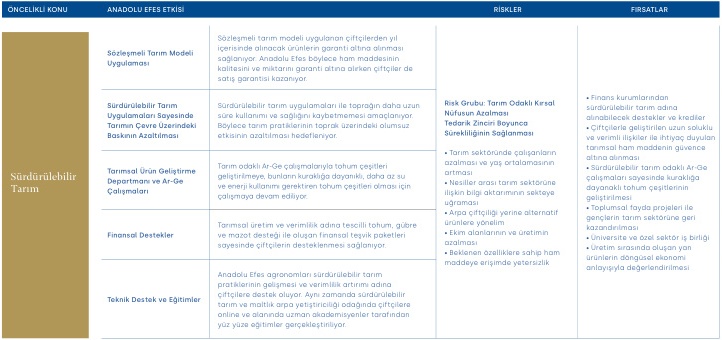 ÖNCELİKLİ KONU
ANADOLU EFES ETKİSİ
RİSKLER
FIRSATLAR
Sürdürülebilir
Tarım
Sözleşmeli Tarım Modeli
Uygulaması
Sözleşmeli tarım modeli uygulanan çiftçilerden yıl
içerisinde alınacak ürünlerin garanti altına alınması
sağlanıyor. Anadolu Efes böylece ham maddesinin
kalitesini ve miktarını garanti altına alırken çiftçiler de
satış garantisi kazanıyor.
Sürdürülebilir Tarım
Uygulamaları Sayesinde
Tarımın Çevre Üzerindeki
Baskının Azaltılması
Sürdürülebilir tarım uygulamaları ile toprağın daha uzun
süre kullanımı ve sağlığını kaybetmemesi amaçlanıyor.
Böylece tarım pratiklerinin toprak üzerindeki olumsuz
etkisinin azaltılması hedefleniyor.
Tarımsal Ürün Geliştirme
Departmanı ve Ar-Ge
Çalışmaları
Tarım odaklı Ar-Ge çalışmalarıyla tohum çeşitleri
geliştirilmeye, bunların kuraklığa dayanıklı, daha az su
ve enerji kullanımı gerektiren tohum çeşitleri olması için
çalışmaya devam ediliyor.
Finansal Destekler
Tarımsal üretim ve verimlilik adına tescilli tohum, gübre
ve mazot desteği ile oluşan finansal teşvik paketleri
sayesinde çiftçilerin desteklenmesi sağlanıyor.
Teknik Destek ve Eğitimler
Anadolu Efes agronomları sürdürülebilir tarım
pratiklerinin gelişmesi ve verimlilik artırımı adına
çiftçilere destek oluyor. Aynı zamanda sürdürülebilir
tarım ve maltlık arpa yetiştiriciliği odağında çiftçilere
online ve alanında uzman akademisyenler tarafından
yüz yüze eğitimler gerçekleştiriliyor.
Risk Grubu: Tarım Odaklı Kırsal
Nüfusun Azalması
Tedarik Zinciri Boyunca
Sürekliliğinin Sağlanması
• Tarım sektöründe çalışanların
azalması ve yaş ortalamasının
artması
• Nesiller arası tarım sektörüne
ilişkin bilgi aktarımının sekteye
uğraması
• Arpa çiftçiliği yerine alternatif
ürünlere yönelim
• Ekim alanlarının ve üretimin
azalması
• Beklenen özelliklere sahip ham
maddeye erişimde yetersizlik
• Finans kurumlarından
sürdürülebilir tarım adına
alınabilecek destekler ve krediler
• Çiftçilerle geliştirilen uzun soluklu
ve verimli ilişkiler ile ihtiyaç duyulan
tarımsal ham maddenin güvence
altına alınması
• Sürdürülebilir tarım odaklı Ar-Ge
çalışmaları sayesinde kuraklığa
dayanaklı tohum çeşitlerinin
geliştirilmesi
• Toplumsal fayda projeleri ile
gençlerin tarım sektörüne geri
kazandırılması
• Üniversite ve özel sektör iş birliği
• Üretim sırasında oluşan yan
ürünlerin döngüsel ekonomi
anlayışıyla değerlendirilmesi